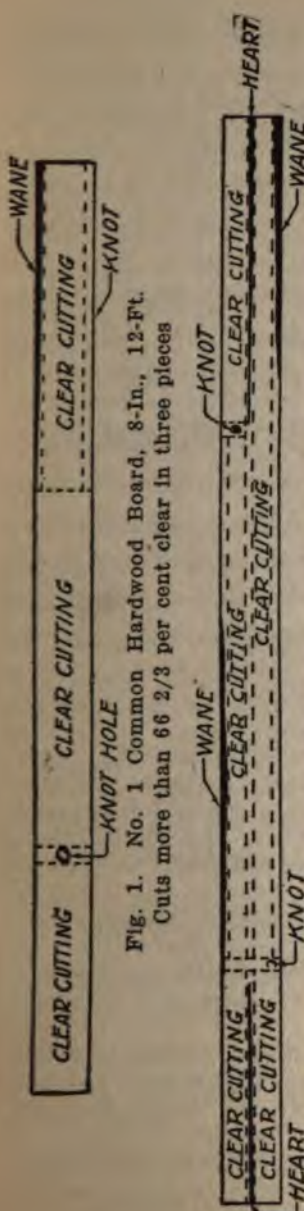 WANE
CLEAR CUTTING
CLEAR CUTTING
CLEAR CUTTING
KNOT HOLE
KNOT
Fig. 1. No. 1 Common Hardwood Board, 8-In., 12-Ft.
Cuts more than 66 2/3 per cent clear in three pieces
WANE
KNOT
CLEAR CUTTING
CLEAR CUTTING
CLEAR CUTTING
HEART
CLEAR CUTTING
CLEAR CUTTING
HEART
KNOT
WANE